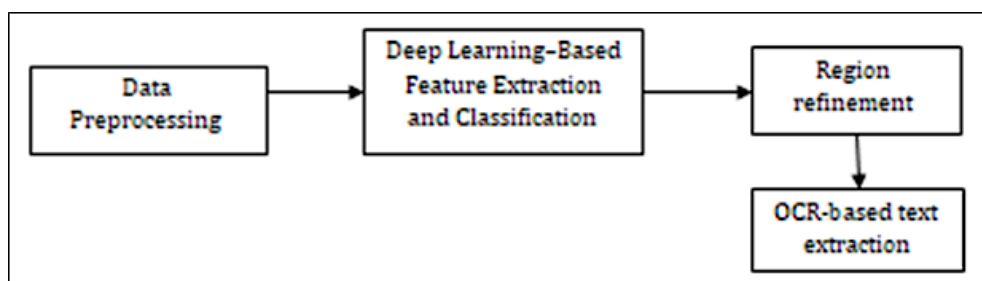 Data
Preprocessing
Deep Learning–Based
Feature Extraction
and Classification
Region
refinement
OCR-based text
extraction